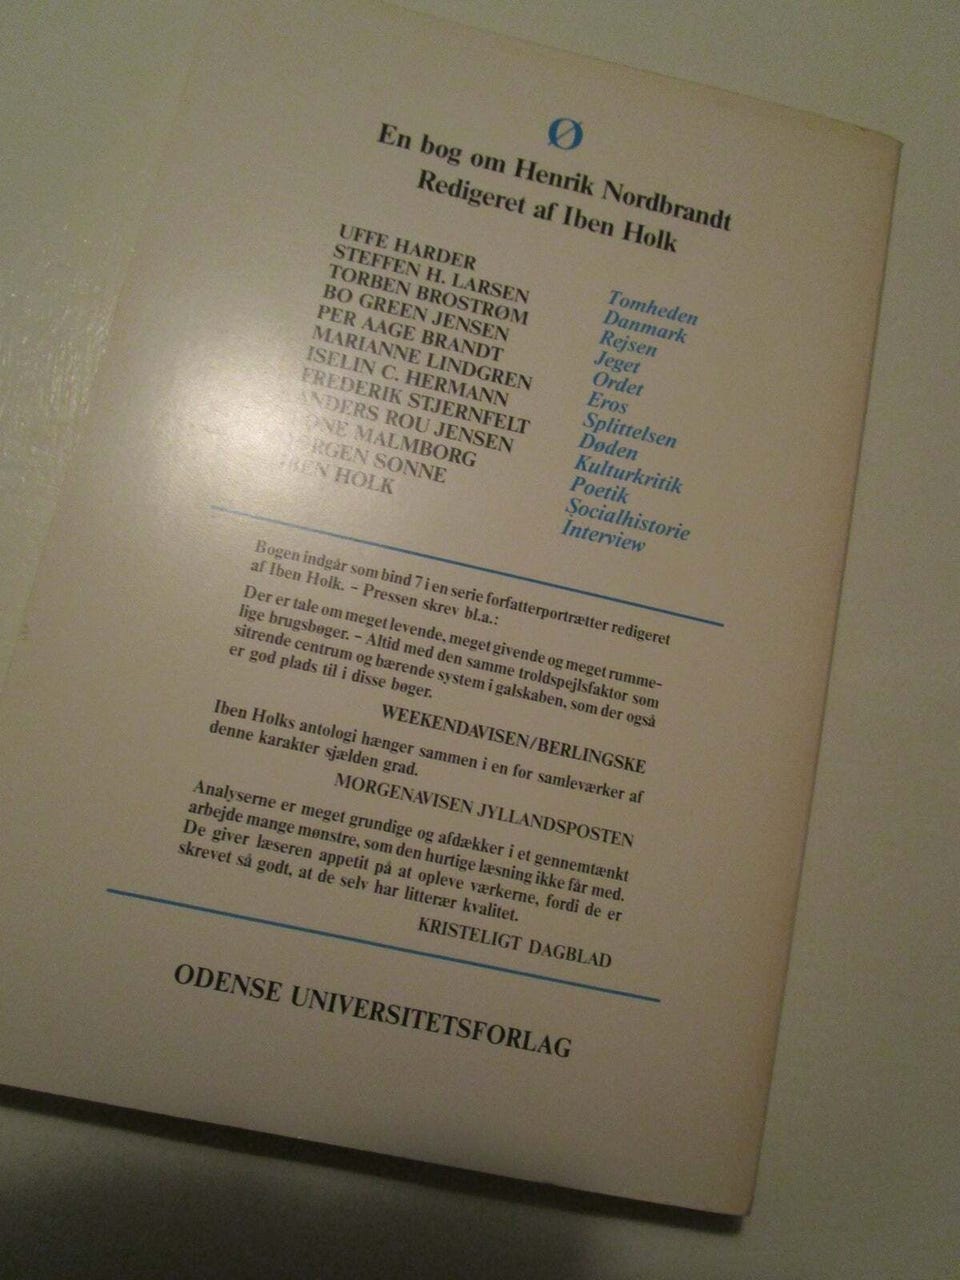 Ø
En bog om Henrik Nordbrandt
Redigeret af Iben Holk
UFFE HARDER Tomheden
STEFFEN H. LARSEN Danmark
TORBEN BROSTRØM Rejsen
BO GREEN JENSEN Jeget
PER AAGE BRANDT Ordet
MARIANNE LINDGREN Eros
ISELIN C. HERMANN Splittelsen
FREDERIK STJERNFELT Døden
ANDERS ROU JENSEN Kulturkritik
MALMBORG Poetik
SONNE Socialhistorie
IBEN HOLK Interview
Bogen indgår som bind 7 i en serie forfatterportrætter redigeret
af Iben Holk. – Pressen skrev bl.a.:
Der er tale om meget levende, meget givende og meget rumme-
lige brugsbøger. – Altid med den samme troldspejlsfaktor som
sitrende centrum og bærende system i galskaben, som der også
er god plads til i disse bøger.
WEEKENDAVISEN/BERLINGSKE
Iben Holks antologi hænger sammen i en for samleværker af
denne karakter sjælden grad.
MORGENAVISEN JYLLANDSPOSTEN
Analyserne er meget grundige og afdækker i et gennemtænkt
arbejde mange mønstre, som den hurtige læsning ikke får med.
De giver læseren appetit på at opleve værkerne, fordi de er
skrevet så godt, at de selv har litterær kvalitet.
KRISTELIGT DAGBLAD
ODENSE UNIVERSITETSFORLAG